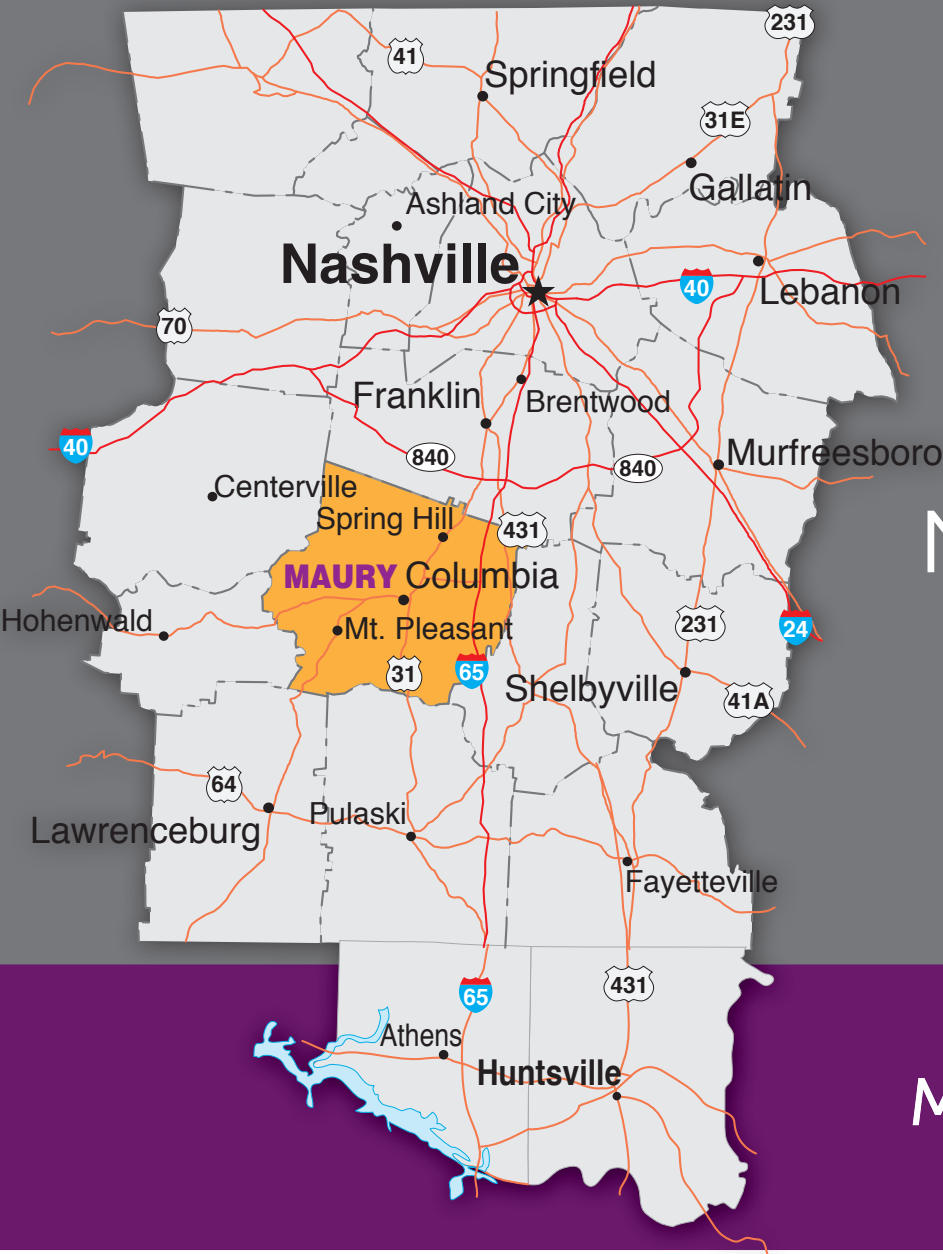 231
41
Springfield
31E
Gallatin
Ashland City
Nashville
40
Lebanon
70
Franklin
Brentwood
40
840
840
Murfreesboro
Centerville
Spring Hill
431
N
MAURY Columbia
Hohenwald
Mt. Pleasant
231
24
31
65
Shelbyville
41A
64
Pulaski
Lawrenceburg
Fayetteville
65
431
Athens
Huntsville
M